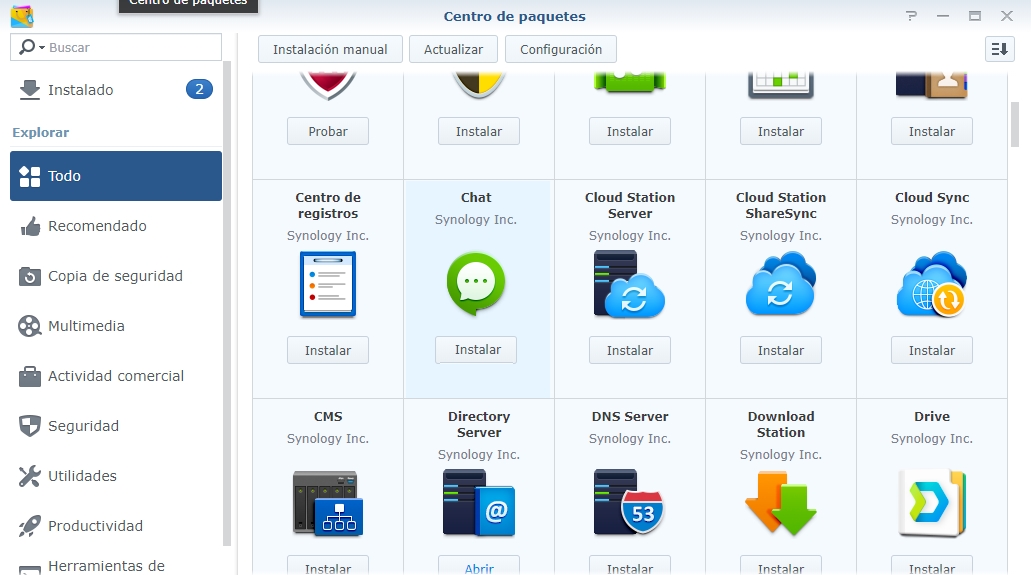 Centro de paquetes
Centro de paquetes
Buscar
Instalación manual
Actualizar
Configuración
Instalado
2
Explorar
Todo
Recomendado
Copia de seguridad
Multimedia
Actividad comercial
Seguridad
Utilidades
Productividad
Herramientas de
Probar
Instalar
Instalar
Instalar
Instalar
Centro de
registros
Synology Inc.
Instalar
Chat
Synology Inc.
Instalar
Cloud Station
Server
Synology Inc.
Instalar
Cloud Station
ShareSync
Synology Inc.
Instalar
Cloud Sync
Synology Inc.
Instalar
CMS
Synology Inc.
Instalar
Directory
Server
Synology Inc.
@
Abrir
DNS Server
Synology Inc.
53
Instalar
Download
Station
Synology Inc.
Instalar
Drive
Synology Inc.
Instalar